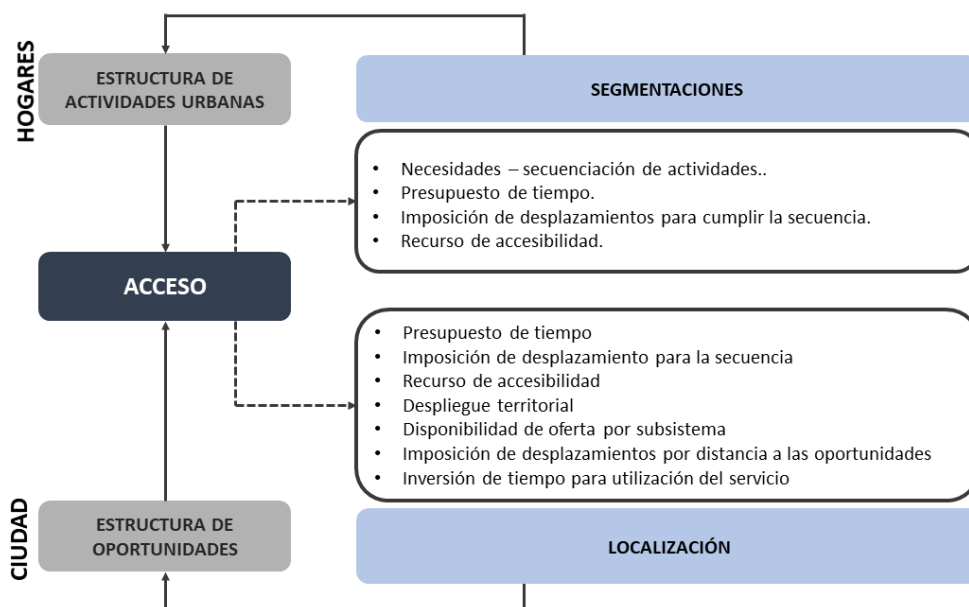 HOGARES
ESTRUCTURA DE
ACTIVIDADES URBANAS
SEGMENTACIONES
• Necesidades – secuenciación de actividades..
• Presupuesto de tiempo.
• Imposición de desplazamientos para cumplir la secuencia.
• Recurso de accesibilidad.
ACCESO
• Presupuesto de tiempo
• Imposición de desplazamiento para la secuencia
• Recurso de accesibilidad
• Despliegue territorial
• Disponibilidad de oferta por subsistema
• Imposición de desplazamientos por distancia a las oportunidades
• Inversión de tiempo para utilización del servicio
CIUDAD
ESTRUCTURA DE
OPORTUNIDADES
LOCALIZACIÓN